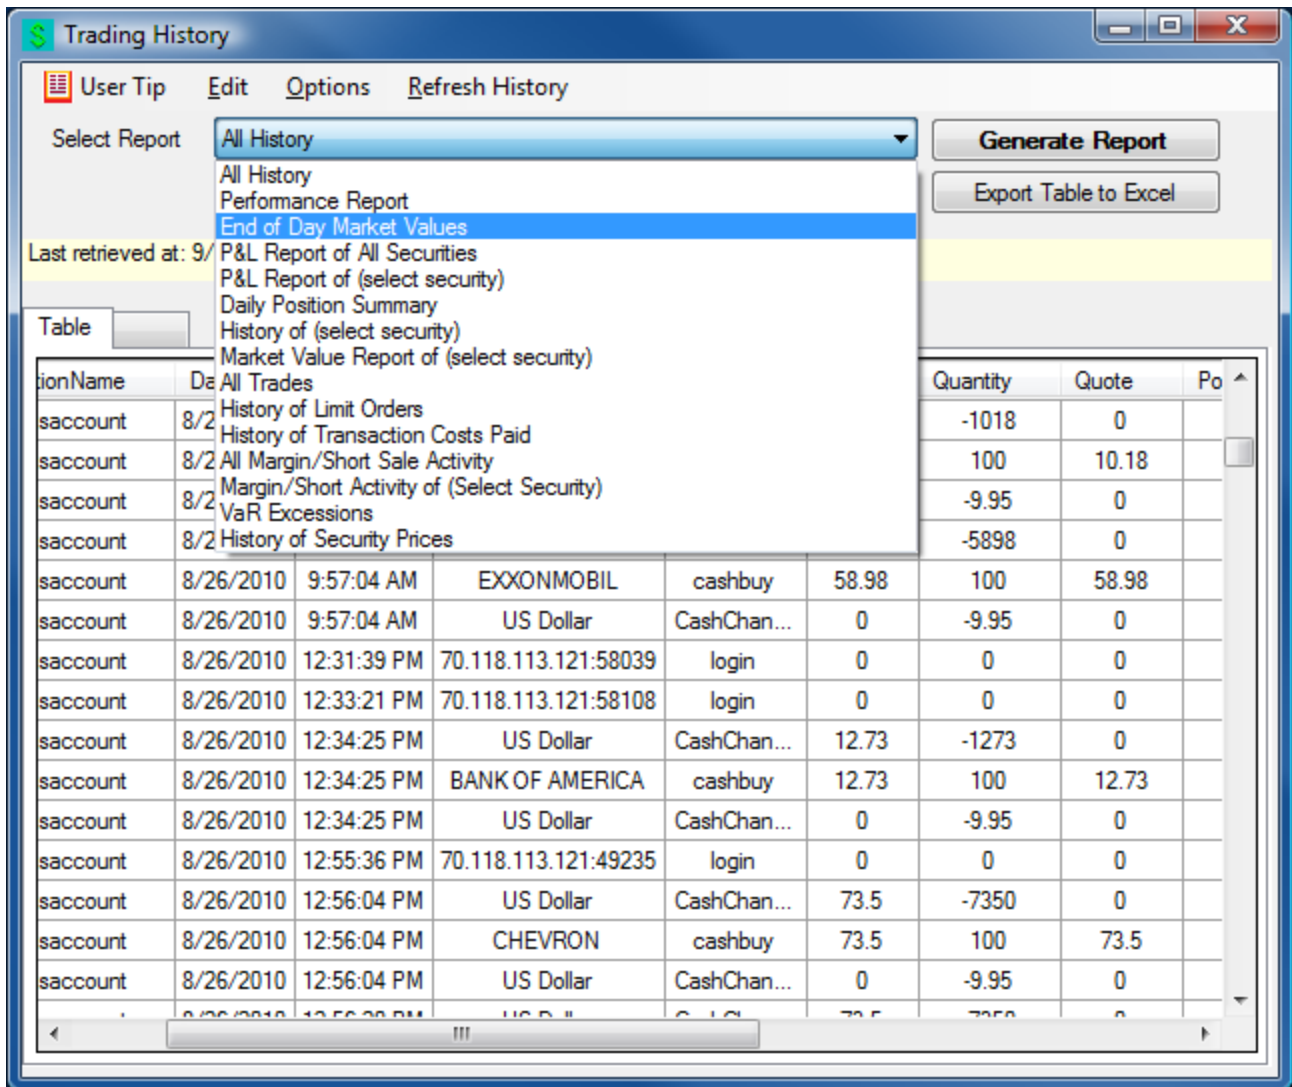 Trading History
User Tip Edit Options Refresh History
Select Report All History Generate Report
Export Table to Excel
All History
Performance Report
End of Day Market Values
P&L Report of All Securities
P&L Report of (select security)
Daily Position Summary
History of (select security)
Market Value Report of (select security)
All Trades
History of Limit Orders
History of Transaction Costs Paid
All Margin/Short Sale Activity
Margin/Short Activity of (Select Security)
VaR Excessions
History of Security Prices
Last retrieved at: 9/
Table
tionName Da Quantity Quote Po
saccount 8/2 -1018 0
saccount 8/2 100 10.18
saccount 8/2 -9.95 0
saccount 8/2 -5898 0
saccount 8/26/2010 9:57:04 AM EXXONMOBIL cashbuy 58.98 100 58.98
saccount 8/26/2010 9:57:04 AM US Dollar CashChan... 0 -9.95 0
saccount 8/26/2010 12:31:39 PM 70.118.113.121:58039 login 0 0 0
saccount 8/26/2010 12:33:21 PM 70.118.113.121:58108 login 0 0 0
saccount 8/26/2010 12:34:25 PM US Dollar CashChan... 12.73 -1273 0
saccount 8/26/2010 12:34:25 PM BANK OF AMERICA cashbuy 12.73 100 12.73
saccount 8/26/2010 12:34:25 PM US Dollar CashChan... 0 -9.95 0
saccount 8/26/2010 12:55:36 PM 70.118.113.121:49235 login 0 0 0
saccount 8/26/2010 12:56:04 PM US Dollar CashChan... 73.5 -7350 0
saccount 8/26/2010 12:56:04 PM CHEVRON cashbuy 73.5 100 73.5
saccount 8/26/2010 12:56:04 PM US Dollar CashChan... 0 -9.95 0